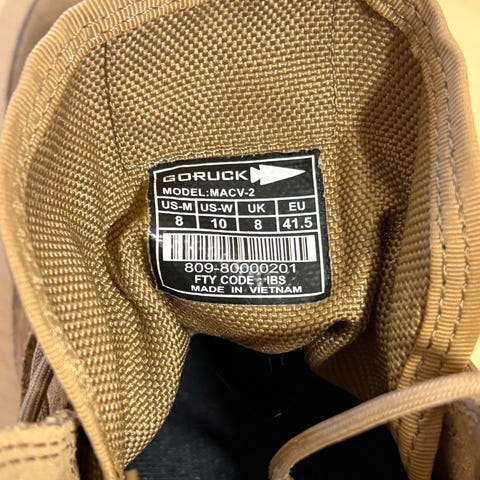 GORUCK
MODEL:MACV-2
US-M US-W UK EU
8 10 8 41.5
809-80000201
FTY CODE : IBS
MADE IN VIETNAM